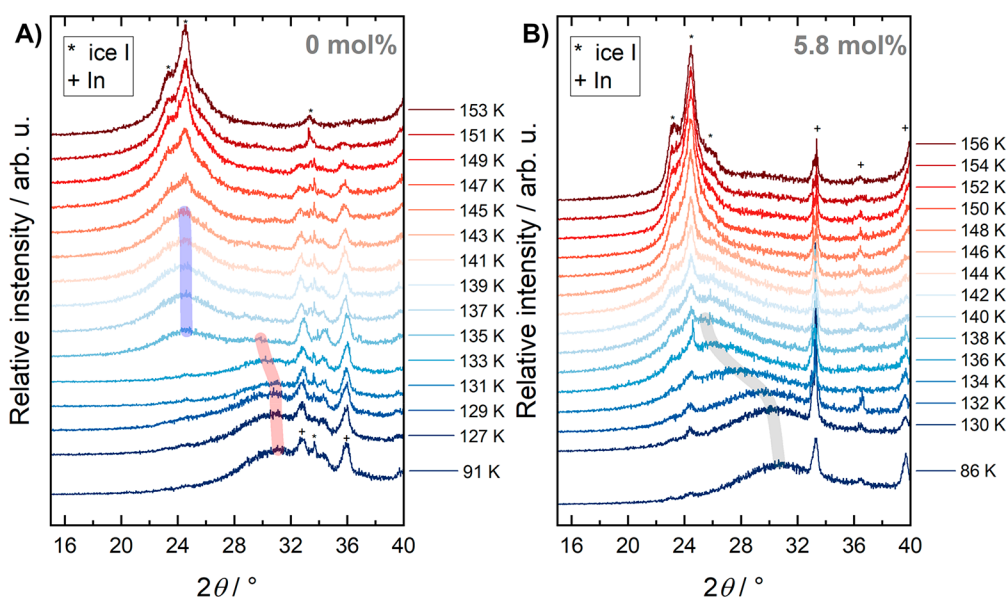 A)
* ice I
+ In
0 mol%
*
*
*
153 K
151 K
149 K
147 K
145 K
143 K
141 K
139 K
137 K
135 K
133 K
131 K
129 K
127 K
91 K
+ * +
Relative instensity / arb. u.
16 20 24 28 32 36 40
2θ / °
B)
* ice I
+ In
5.8 mol%
*
*
*
+
+
+
156 K
154 K
152 K
150 K
148 K
146 K
144 K
142 K
140 K
138 K
136 K
134 K
132 K
130 K
86 K
Relative intensity / arb. u.
16 20 24 28 32 36 40
2θ / °